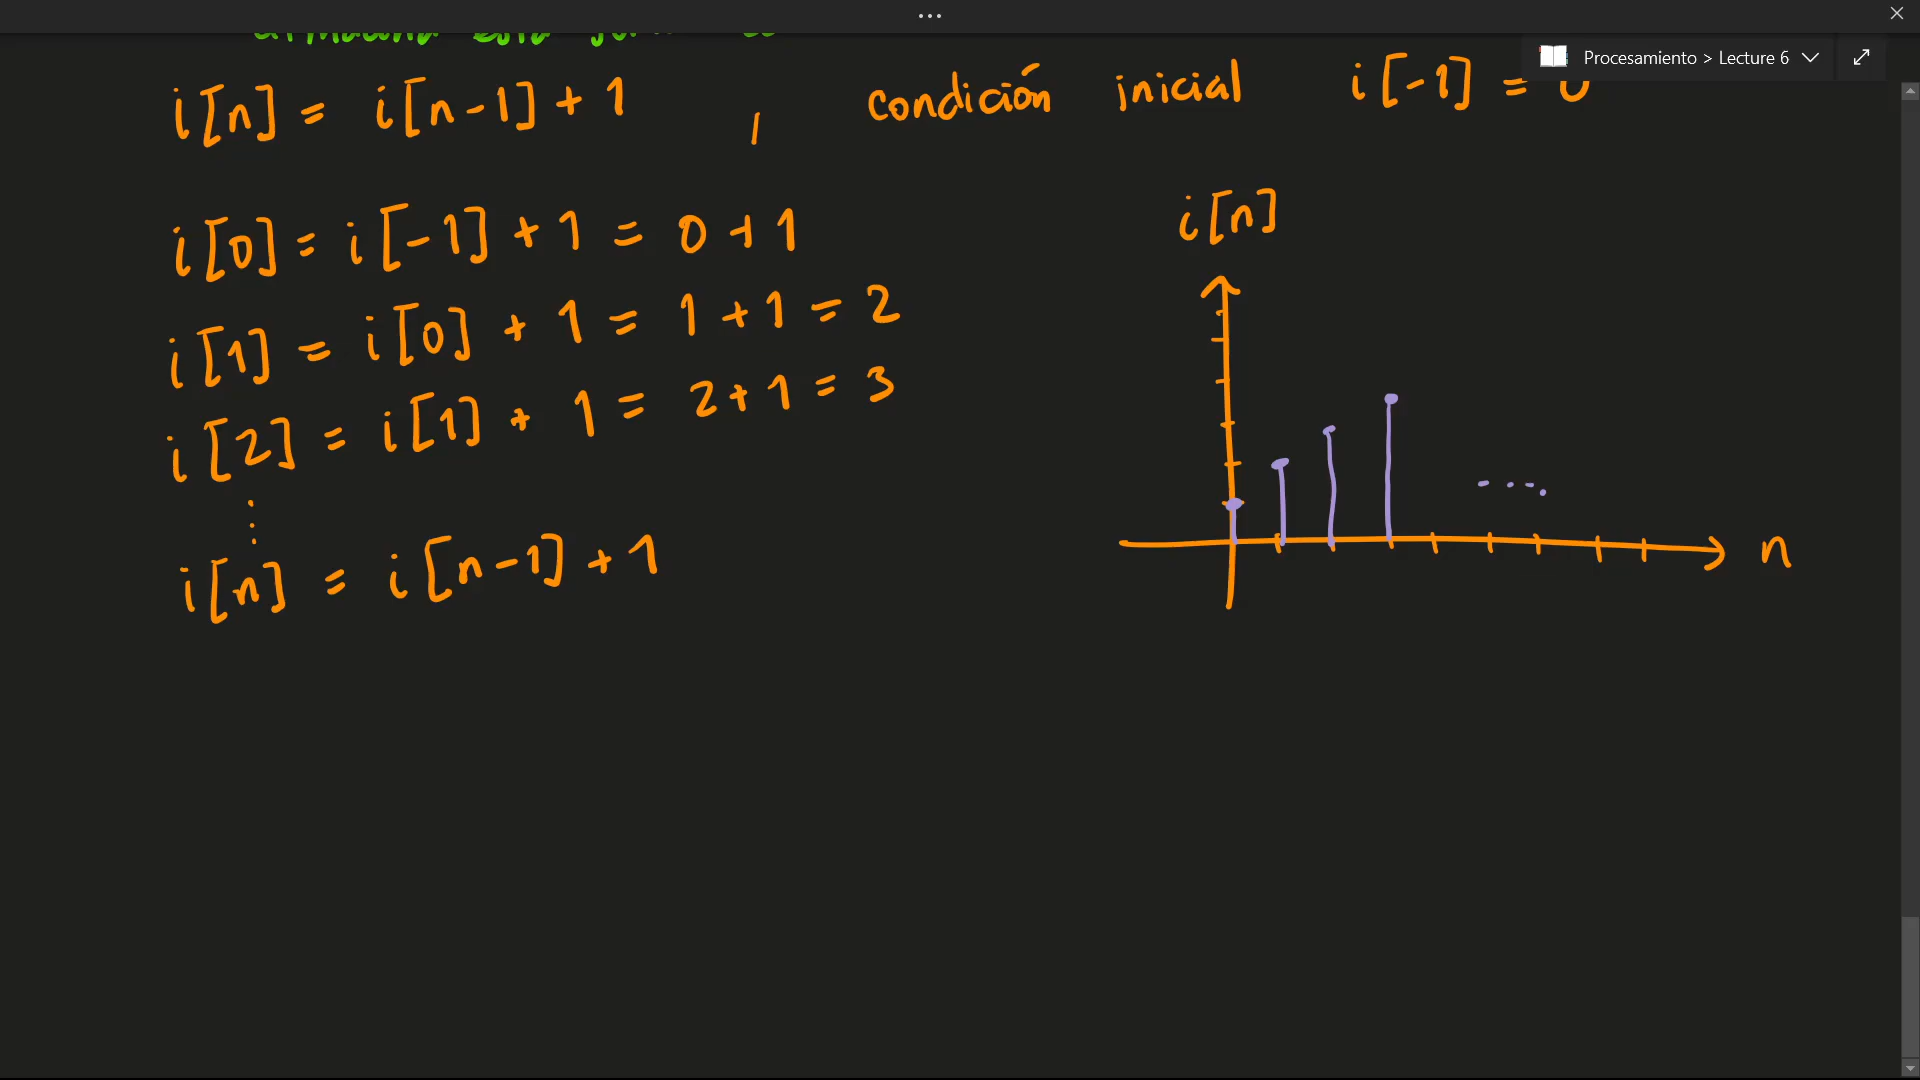 Procesamiento > Lecture 6
i[n] = i[n-1] + 1 , condición inicial i[-1] = 0
i[0] = i[-1] + 1 = 0 + 1
i[1] = i[0] + 1 = 1 + 1 = 2
i[2] = i[1] + 1 = 2 + 1 = 3
⋮
i[n] = i[n-1] + 1
i[n]
....
n